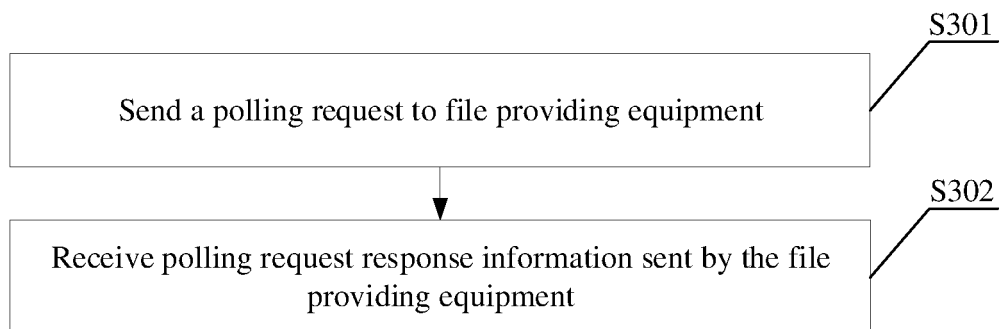 S301
Send a polling request to file providing equipment
S302
Receive polling request response information sent by the file
providing equipment